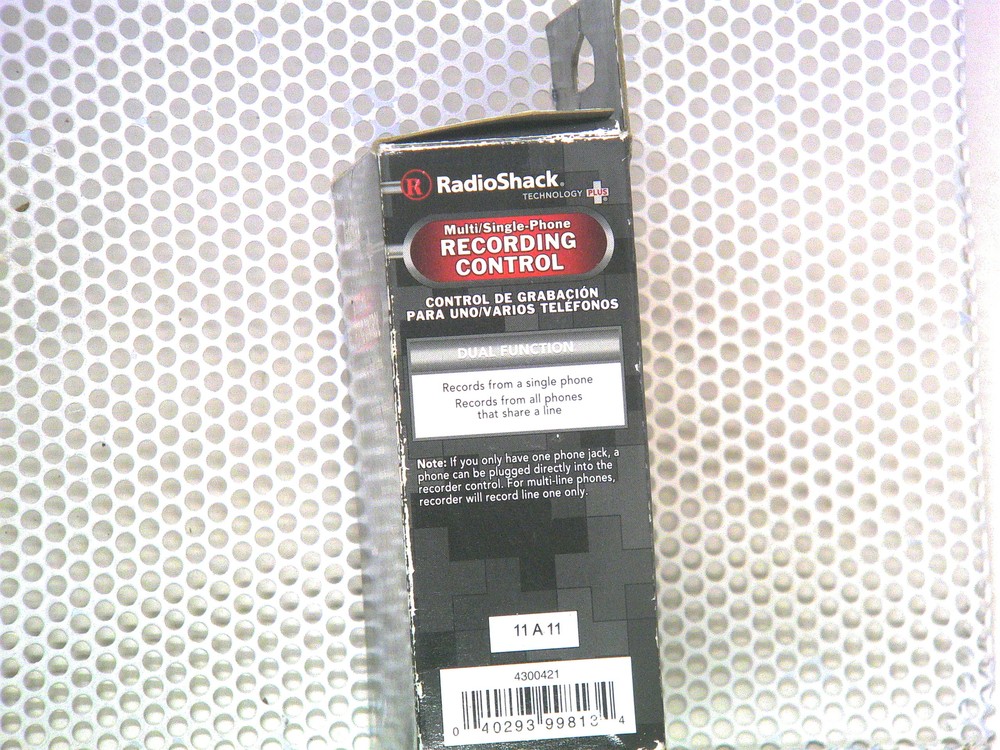 R RadioShack.
TECHNOLOGY PLUS
Multi/Single-Phone
RECORDING
CONTROL
CONTROL DE GRABACIÓN
PARA UNO/VARIOS TELÉFONOS
DUAL FUNCTION
Records from a single phone
Records from all phones
that share a line
Note: If you only have one phone jack, a
phone can be plugged directly into the
recorder control. For multi-line phones,
recorder will record line one only.
11 A 11
4300421
0 40293 99813 4